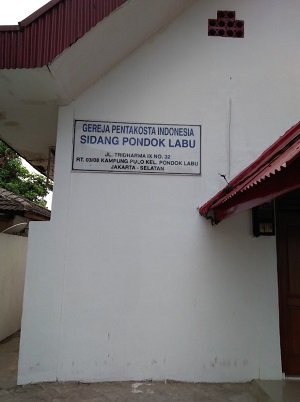 GEREJA PENTAKOSTA INDONESIA
SIDANG PONDOK LABU
JL. TRIDHARMA IX NO. 32
RT. 03/08 KAMPUNG PULO KEL. PONDOK LABU
JAKARTA - SELATAN